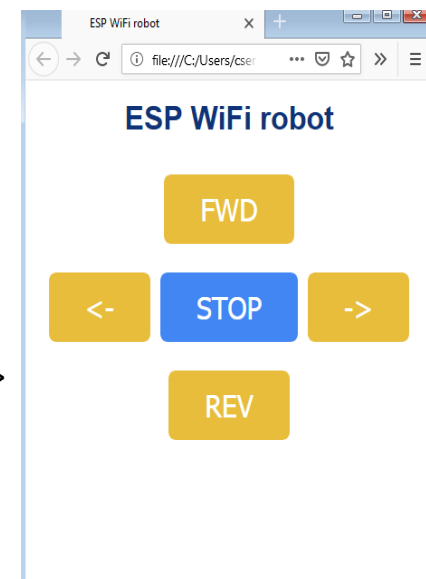 ESP WiFi robot
file:///C:/Users/cser
ESP WiFi robot
FWD
<- STOP ->
REV